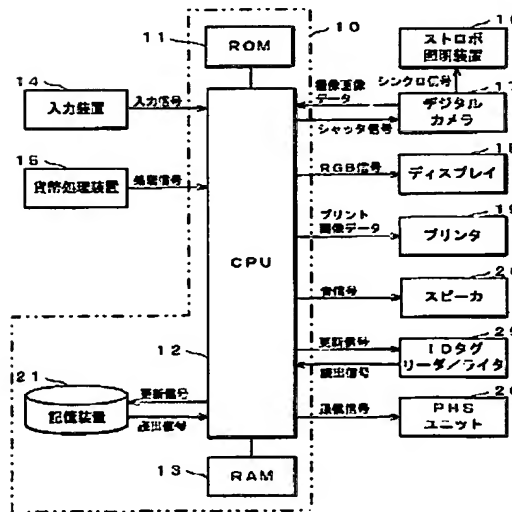 11
ROM
10
14
入力装置
入力信号
15
貨幣処理装置
処理信号
CPU
12
21
記憶装置
更新信号
読出信号
13
RAM
ストロボ
照明装置
シンクロ信号
撮像画像
データ
シャッタ信号
デジタル
カメラ
RGB信号
ディスプレイ
プリント
画像データ
19
プリンタ
音信号
スピーカ
更新信号
読出信号
IDタグ
リーダ/ライタ
送信信号
PHS
ユニット